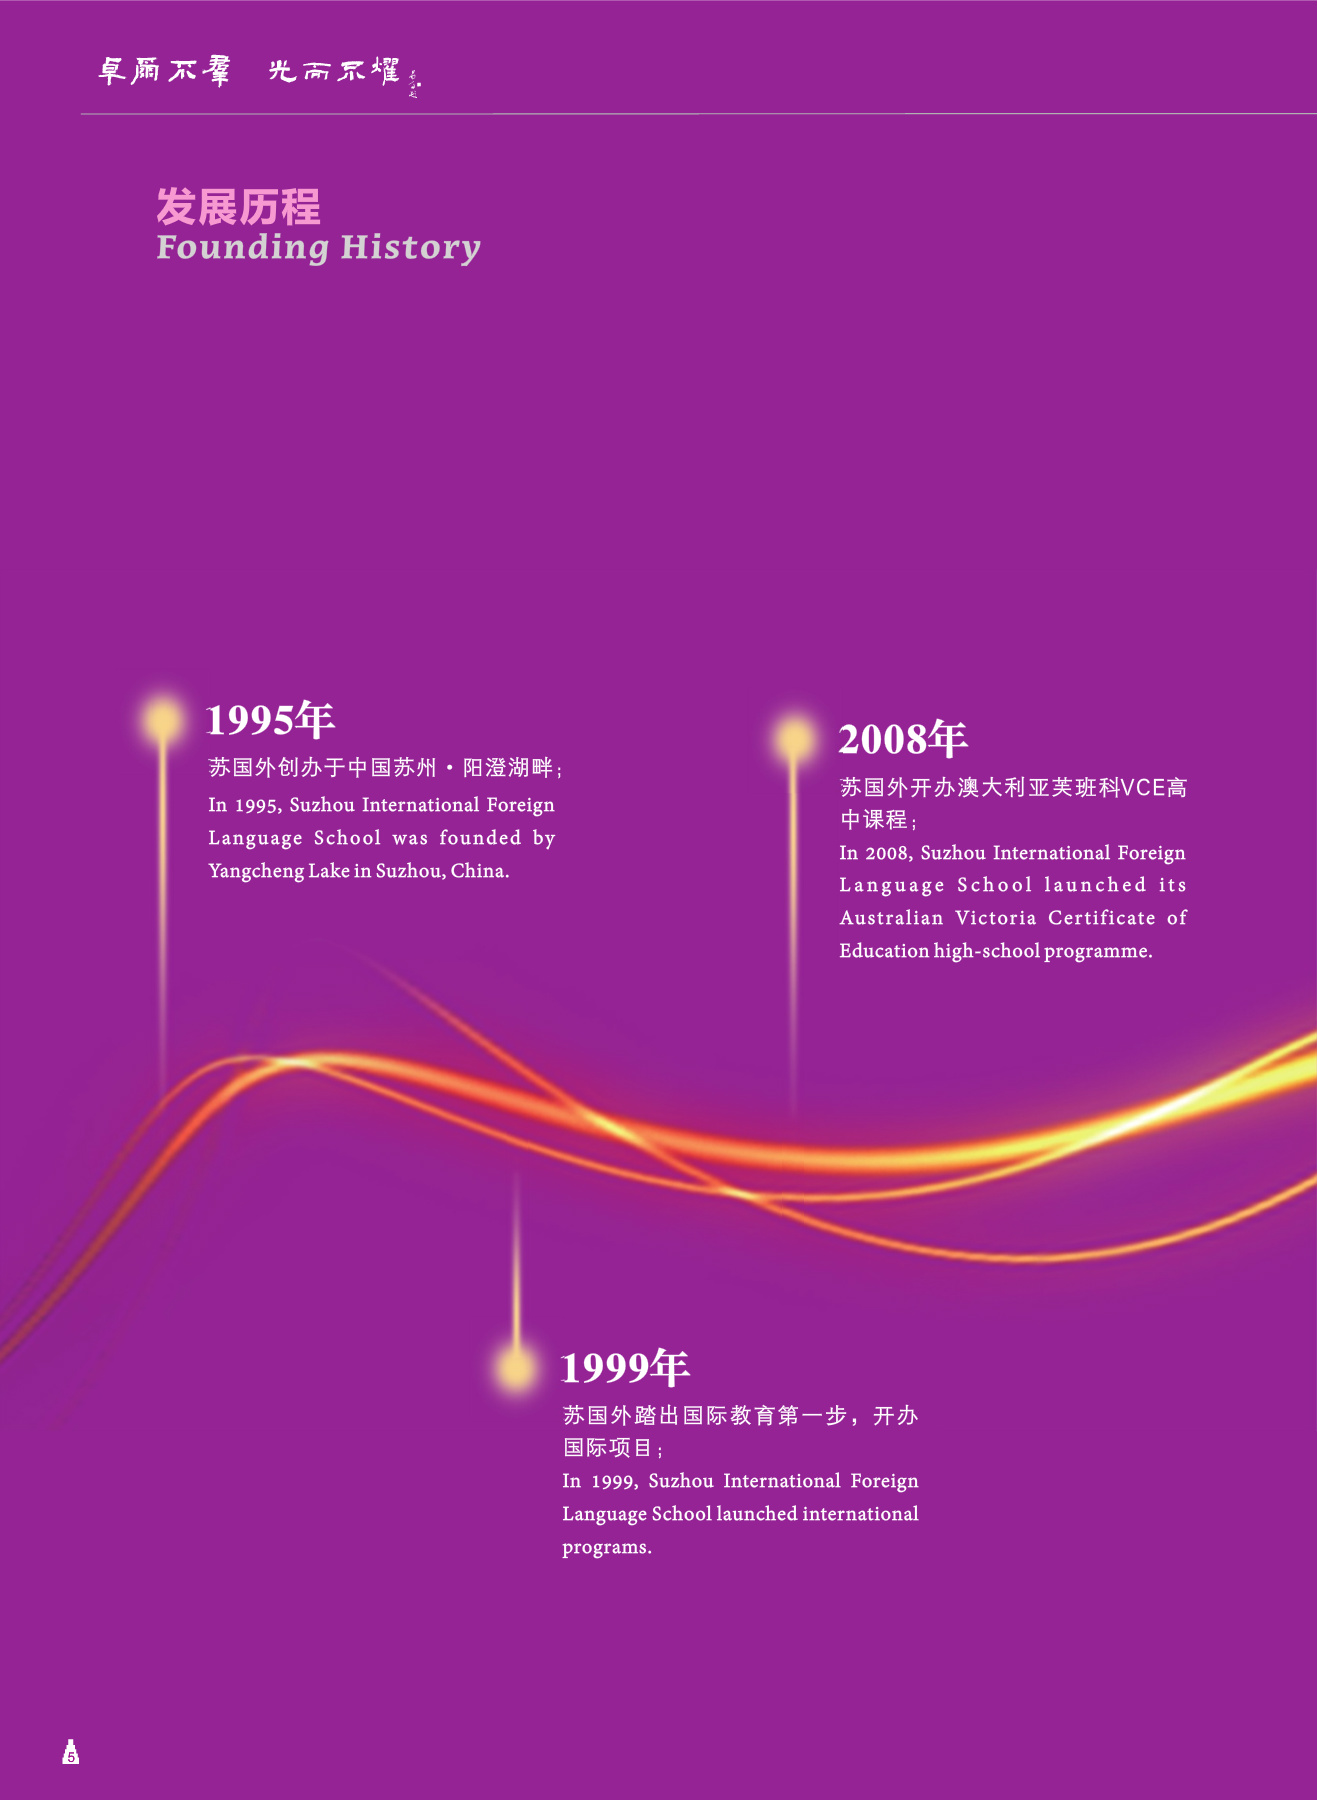 卓爾不羣 光而不耀
发展历程
Founding History
1995年
苏国外创办于中国苏州·阳澄湖畔；
In 1995, Suzhou International Foreign
Language School was founded by
Yangcheng Lake in Suzhou, China.
2008年
苏国外开办澳大利亚芙班科VCE高
中课程；
In 2008, Suzhou International Foreign
Language School launched its
Australian Victoria Certificate of
Education high-school programme.
1999年
苏国外踏出国际教育第一步，开办
国际项目；
In 1999, Suzhou International Foreign
Language School launched international
programs.
5